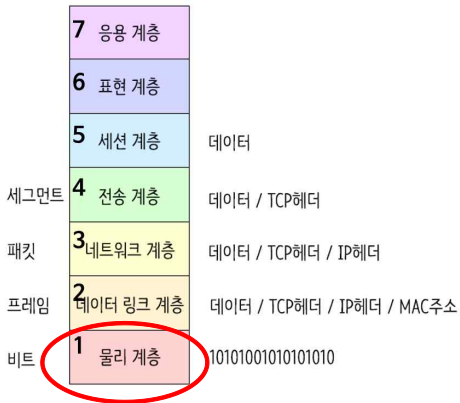 7 응용 계층
6 표현 계층
5 세션 계층 데이터
세그먼트 4 전송 계층 데이터 / TCP헤더
패킷 3 네트워크 계층 데이터 / TCP헤더 / IP헤더
프레임 2 데이터 링크 계층 데이터 / TCP헤더 / IP헤더 / MAC주소
비트 1 물리 계층 10101001010101010